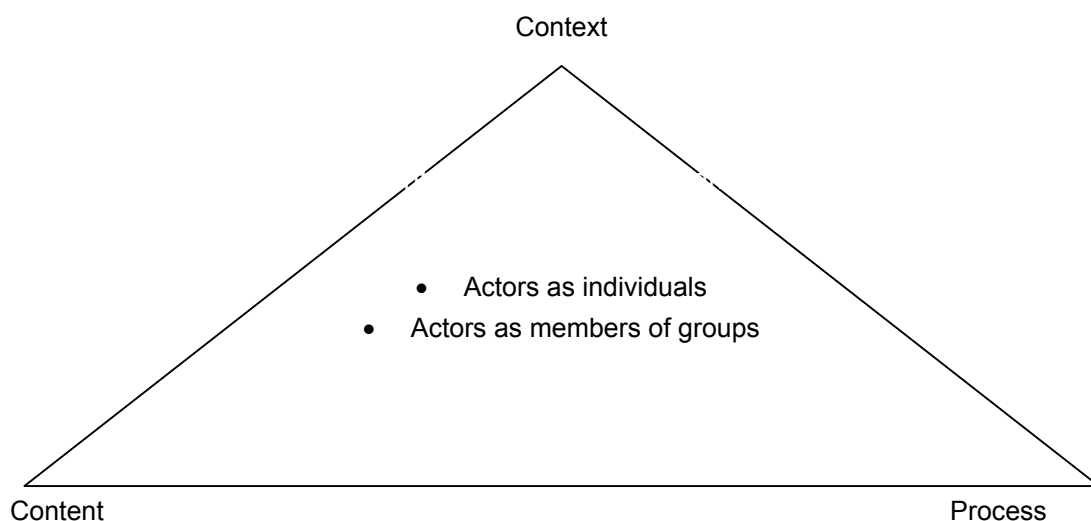 Context
• Actors as individuals
• Actors as members of groups
Content Process